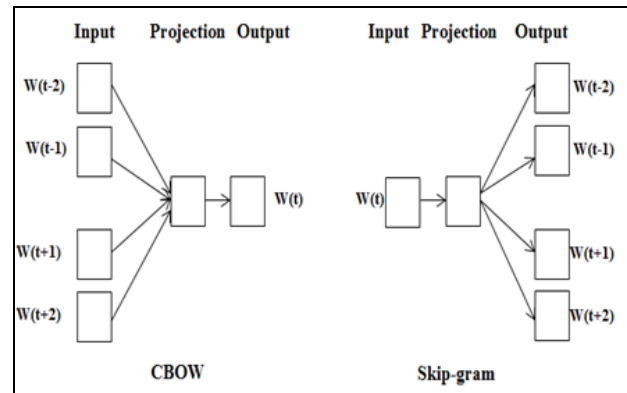 Input Projection Output Input Projection Output
W(t-2) W(t-2)
W(t-1) W(t-1)
W(t) W(t)
W(t+1) W(t+1)
W(t+2) W(t+2)
CBOW Skip-gram